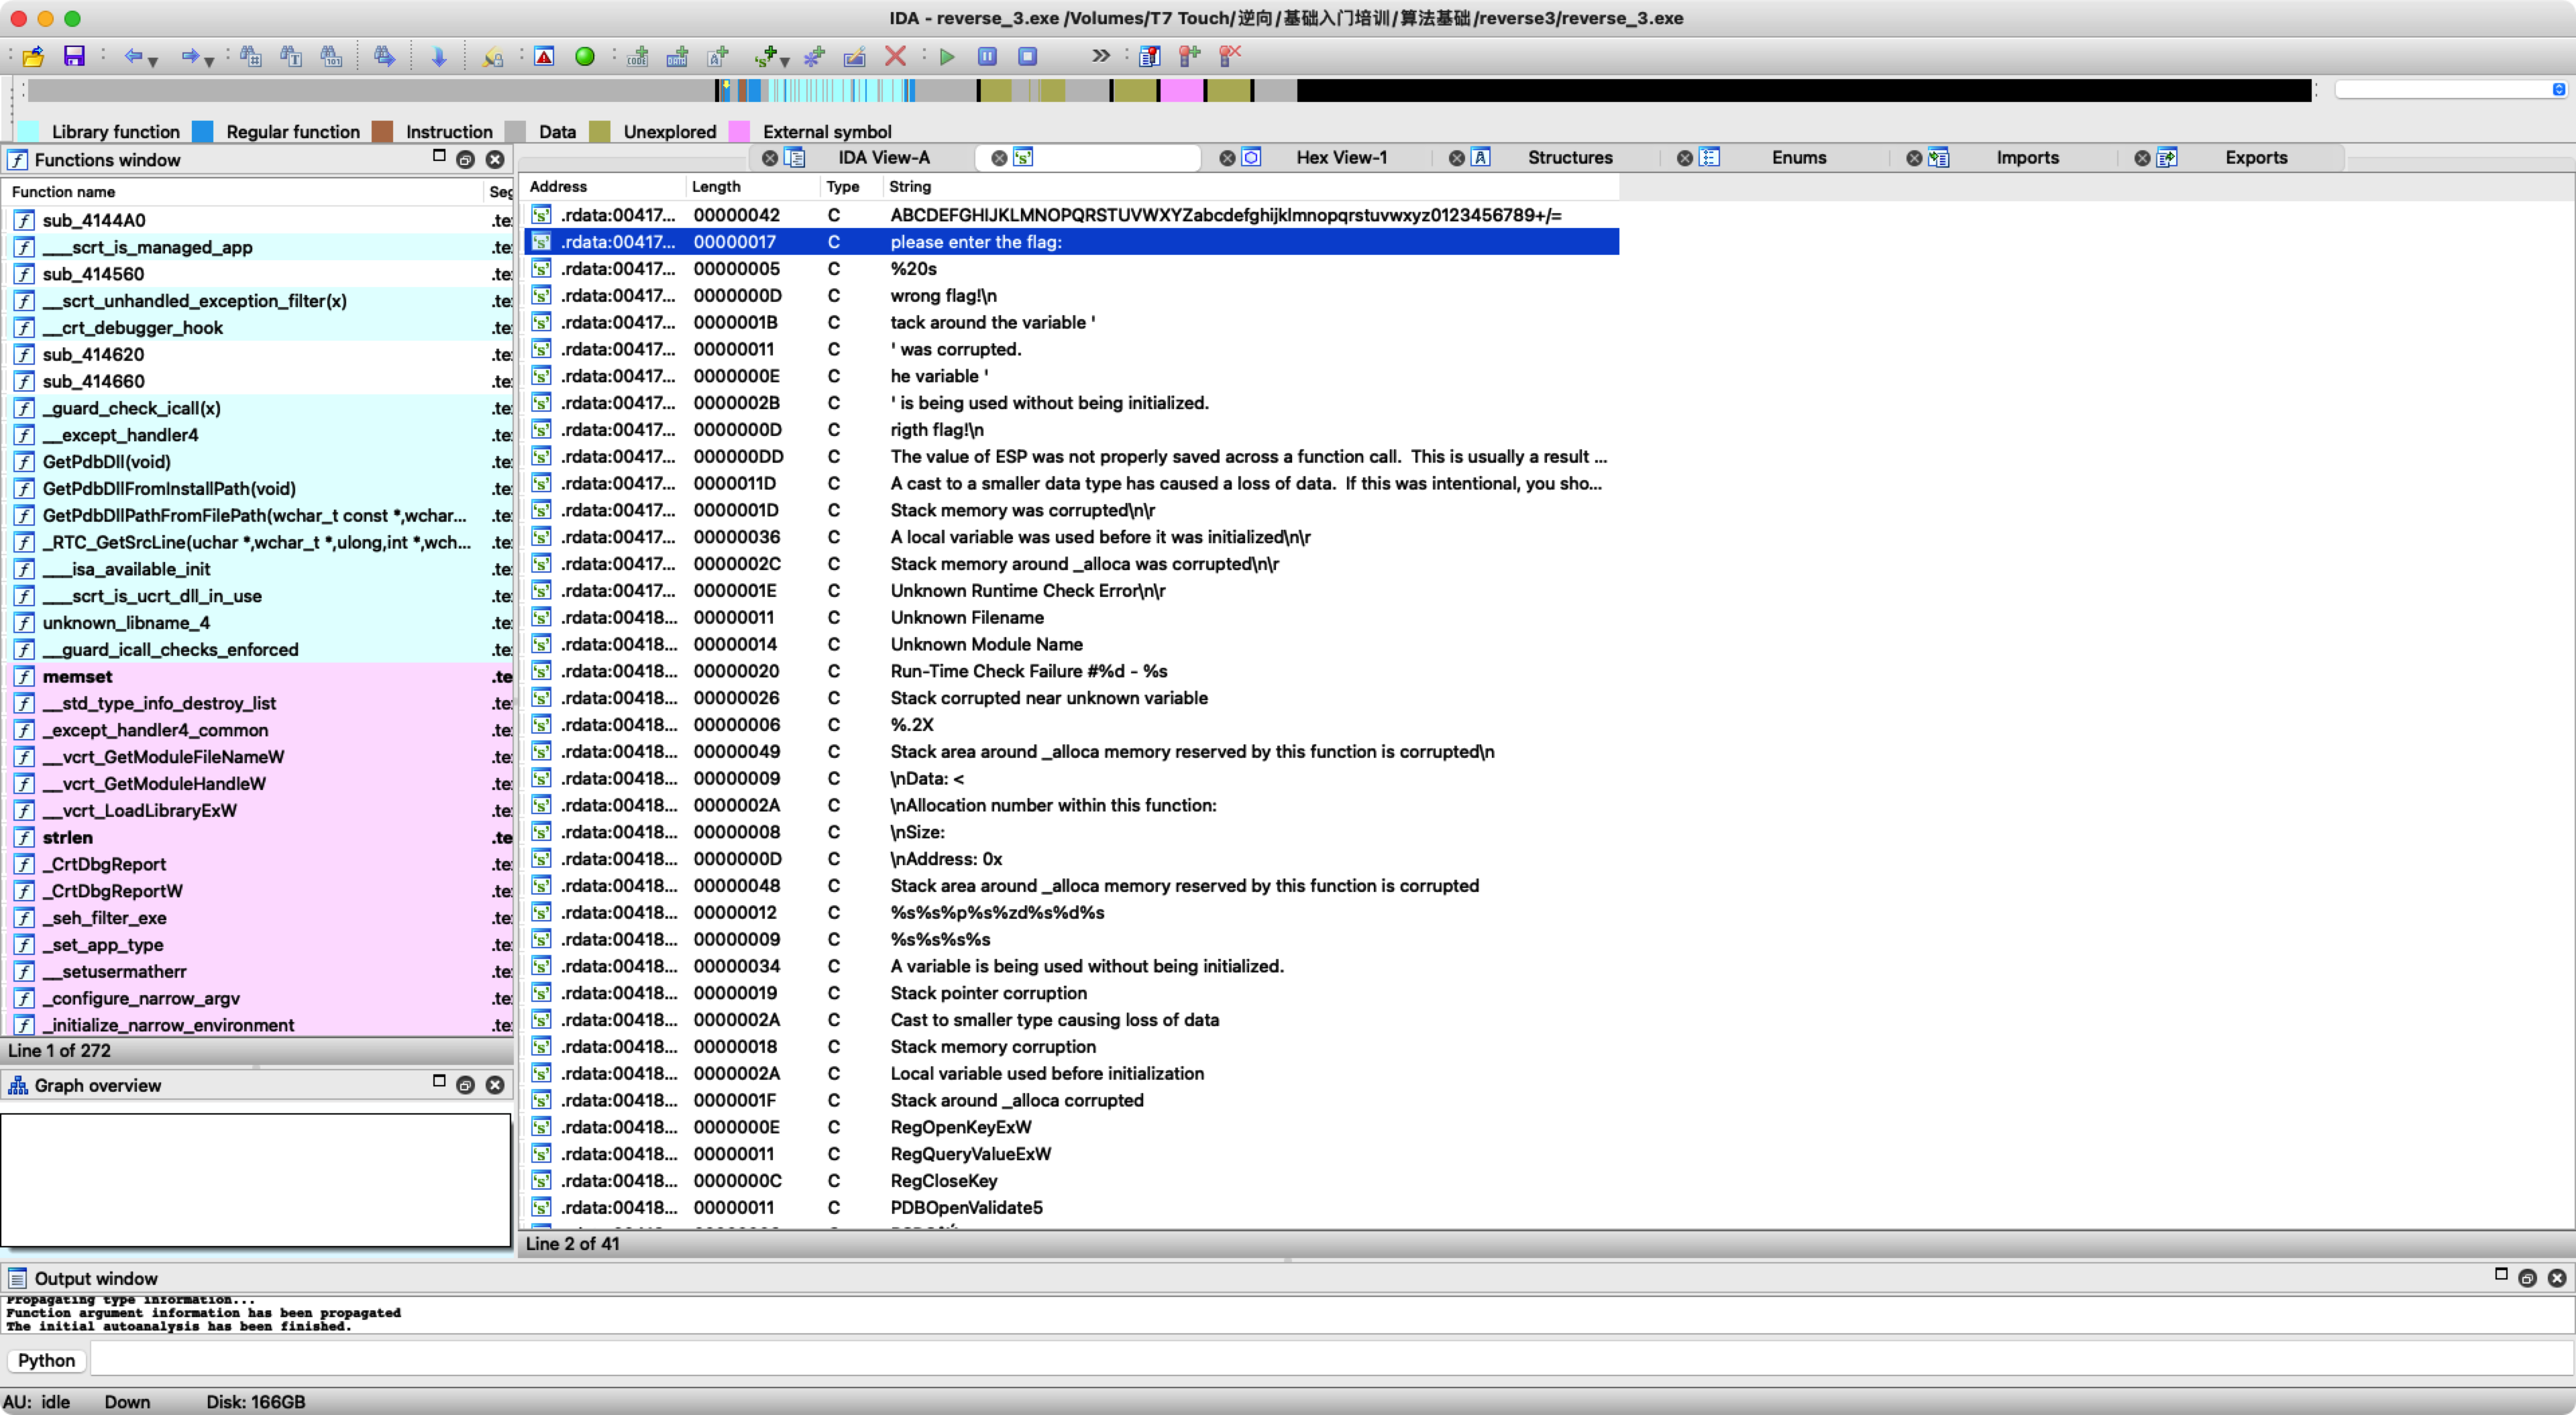 IDA - reverse_3.exe /Volumes/T7 Touch/逆向/基础入门培训/算法基础/reverse3/reverse_3.exe
Library function Regular function Instruction Data Unexplored External symbol
Functions window
IDA View-A Hex View-1 Structures Enums Imports Exports
Function name Seg
sub_4144A0 .te
___scrt_is_managed_app .te
sub_414560 .te
__scrt_unhandled_exception_filter(x) .te
__crt_debugger_hook .te
sub_414620 .te
sub_414660 .te
_guard_check_icall(x) .te
__except_handler4 .te
GetPdbDll(void) .te
GetPdbDllFromInstallPath(void) .te
GetPdbDllPathFromFilePath(wchar_t const *,wchar... .te
_RTC_GetSrcLine(uchar *,wchar_t *,ulong,int *,wch... .te
___isa_available_init .te
___scrt_is_ucrt_dll_in_use .te
unknown_libname_4 .te
__guard_icall_checks_enforced .te
memset .te
__std_type_info_destroy_list .te
_except_handler4_common .te
__vcrt_GetModuleFileNameW .te
__vcrt_GetModuleHandleW .te
__vcrt_LoadLibraryExW .te
strlen .te
_CrtDbgReport .te
_CrtDbgReportW .te
_seh_filter_exe .te
_set_app_type .te
__setusermatherr .te
_configure_narrow_argv .te
_initialize_narrow_environment .te
Line 1 of 272
Graph overview
Address Length Type String
.rdata:00417... 00000042 C ABCDEFGHIJKLMNOPQRSTUVWXYZabcdefghijklmnopqrstuvwxyz0123456789+/=
.rdata:00417... 00000017 C please enter the flag:
.rdata:00417... 00000005 C %20s
.rdata:00417... 0000000D C wrong flag!\n
.rdata:00417... 0000001B C tack around the variable '
.rdata:00417... 00000011 C ' was corrupted.
.rdata:00417... 0000000E C he variable '
.rdata:00417... 0000002B C ' is being used without being initialized.
.rdata:00417... 0000000D C rigth flag!\n
.rdata:00417... 000000DD C The value of ESP was not properly saved across a function call.  This is usually a result ...
.rdata:00417... 0000011D C A cast to a smaller data type has caused a loss of data.  If this was intentional, you sho...
.rdata:00417... 0000001D C Stack memory was corrupted\n\r
.rdata:00417... 00000036 C A local variable was used before it was initialized\n\r
.rdata:00417... 0000002C C Stack memory around _alloca was corrupted\n\r
.rdata:00417... 0000001E C Unknown Runtime Check Error\n\r
.rdata:00418... 00000011 C Unknown Filename
.rdata:00418... 00000014 C Unknown Module Name
.rdata:00418... 00000020 C Run-Time Check Failure #%d - %s
.rdata:00418... 00000026 C Stack corrupted near unknown variable
.rdata:00418... 00000006 C %.2X
.rdata:00418... 00000049 C Stack area around _alloca memory reserved by this function is corrupted\n
.rdata:00418... 00000009 C \nData: <
.rdata:00418... 0000002A C \nAllocation number within this function:
.rdata:00418... 00000008 C \nSize:
.rdata:00418... 0000000D C \nAddress: 0x
.rdata:00418... 00000048 C Stack area around _alloca memory reserved by this function is corrupted
.rdata:00418... 00000012 C %s%s%p%s%zd%s%d%s
.rdata:00418... 00000009 C %s%s%s%s
.rdata:00418... 00000034 C A variable is being used without being initialized.
.rdata:00418... 00000019 C Stack pointer corruption
.rdata:00418... 0000002A C Cast to smaller type causing loss of data
.rdata:00418... 00000018 C Stack memory corruption
.rdata:00418... 0000002A C Local variable used before initialization
.rdata:00418... 0000001F C Stack around _alloca corrupted
.rdata:00418... 0000000E C RegOpenKeyExW
.rdata:00418... 00000011 C RegQueryValueExW
.rdata:00418... 0000000C C RegCloseKey
.rdata:00418... 00000011 C PDBOpenValidate5
Line 2 of 41
Output window
Propagating type information...
Function argument information has been propagated
The initial autoanalysis has been finished.
Python
AU: idle Down Disk: 166GB